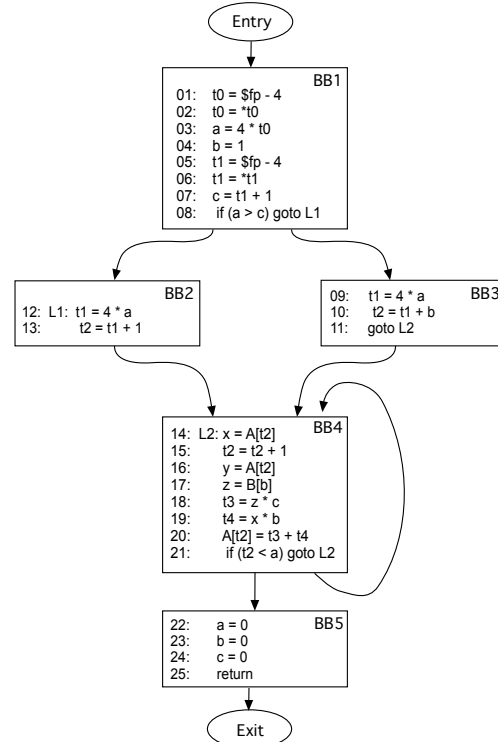 Entry
BB1
01: t0 = $fp - 4
02: t0 = *t0
03: a = 4 * t0
04: b = 1
05: t1 = $fp - 4
06: t1 = *t1
07: c = t1 + 1
08: if (a > c) goto L1
BB2
12: L1: t1 = 4 * a
13: t2 = t1 + 1
BB3
09: t1 = 4 * a
10: t2 = t1 + b
11: goto L2
BB4
14: L2: x = A[t2]
15: t2 = t2 + 1
16: y = A[t2]
17: z = B[b]
18: t3 = z * c
19: t4 = x * b
20: A[t2] = t3 + t4
21: if (t2 < a) goto L2
BB5
22: a = 0
23: b = 0
24: c = 0
25: return
Exit